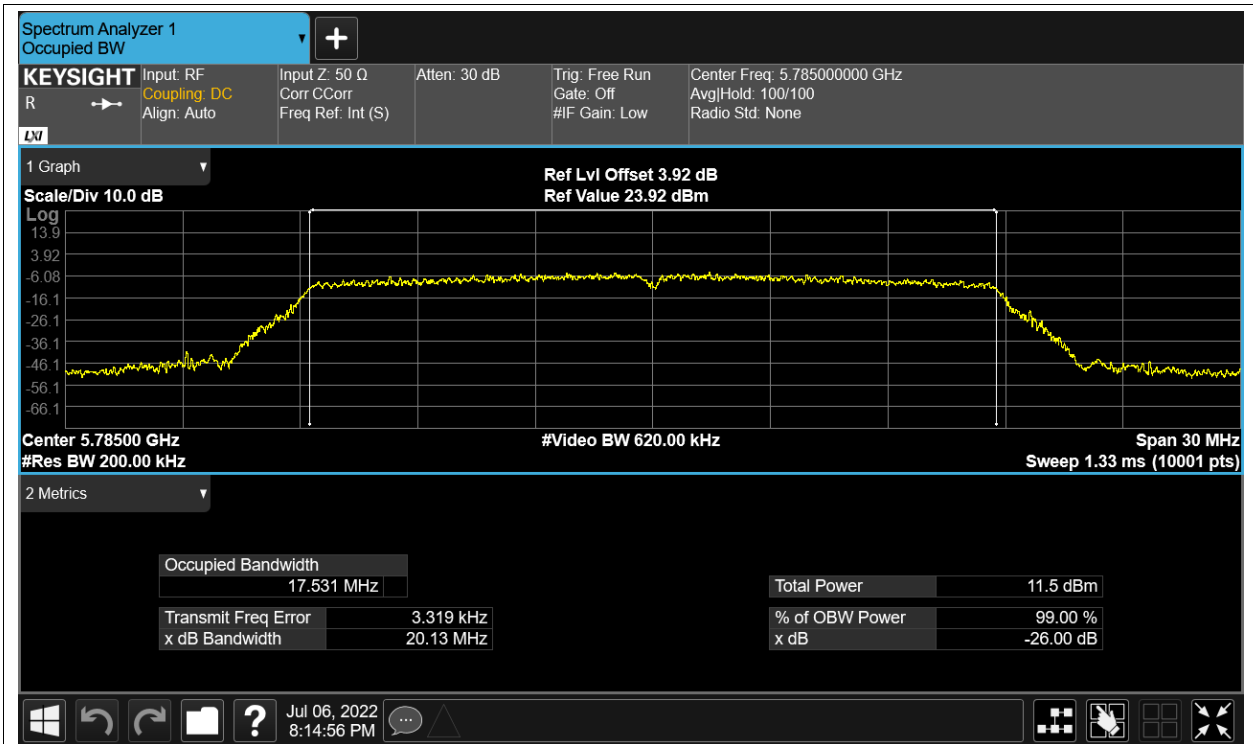 Spectrum Analyzer 1
Occupied BW
KEYSIGHT Input: RF Input Z: 50 Ω Atten: 30 dB Trig: Free Run Center Freq: 5.785000000 GHz
R Coupling: DC Corr CCorr Gate: Off Avg|Hold: 100/100
Align: Auto Freq Ref: Int (S) #IF Gain: Low Radio Std: None
LXI
1 Graph Ref Lvl Offset 3.92 dB
Scale/Div 10.0 dB Ref Value 23.92 dBm
Log
13.9
3.92
-6.08
-16.1
-26.1
-36.1
-46.1
-56.1
-66.1
Center 5.78500 GHz #Video BW 620.00 kHz Span 30 MHz
#Res BW 200.00 kHz Sweep 1.33 ms (10001 pts)
2 Metrics
Occupied Bandwidth
17.531 MHz Total Power 11.5 dBm
Transmit Freq Error 3.319 kHz % of OBW Power 99.00 %
x dB Bandwidth 20.13 MHz x dB -26.00 dB
? Jul 06, 2022
8:14:56 PM